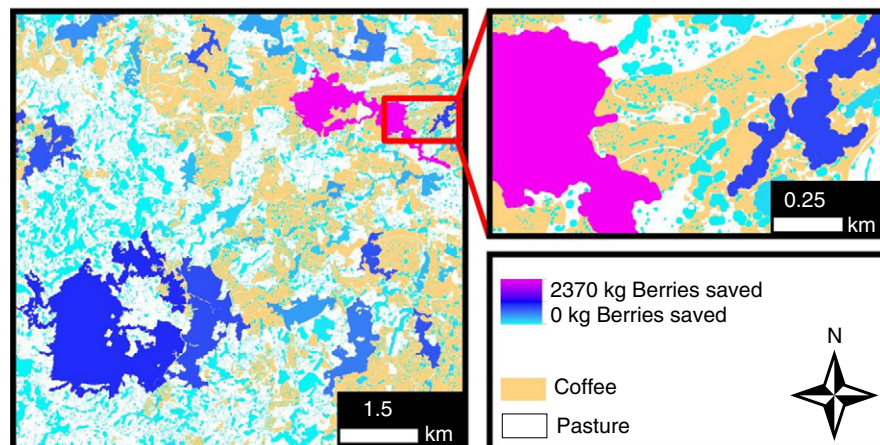 0.25
km
1.5
km
2370 kg Berries saved
0 kg Berries saved
N
Coffee
Pasture